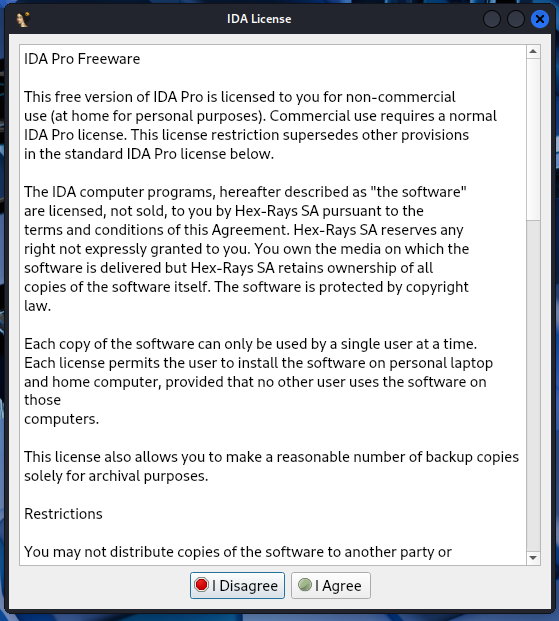 IDA License
IDA Pro Freeware
This free version of IDA Pro is licensed to you for non-commercial
use (at home for personal purposes). Commercial use requires a normal
IDA Pro license. This license restriction supersedes other provisions
in the standard IDA Pro license below.
The IDA computer programs, hereafter described as "the software"
are licensed, not sold, to you by Hex-Rays SA pursuant to the
terms and conditions of this Agreement. Hex-Rays SA reserves any
right not expressly granted to you. You own the media on which the
software is delivered but Hex-Rays SA retains ownership of all
copies of the software itself. The software is protected by copyright
law.
Each copy of the software can only be used by a single user at a time.
Each license permits the user to install the software on personal laptop
and home computer, provided that no other user uses the software on
those
computers.
This license also allows you to make a reasonable number of backup copies
solely for archival purposes.
Restrictions
You may not distribute copies of the software to another party or
I Disagree
I Agree